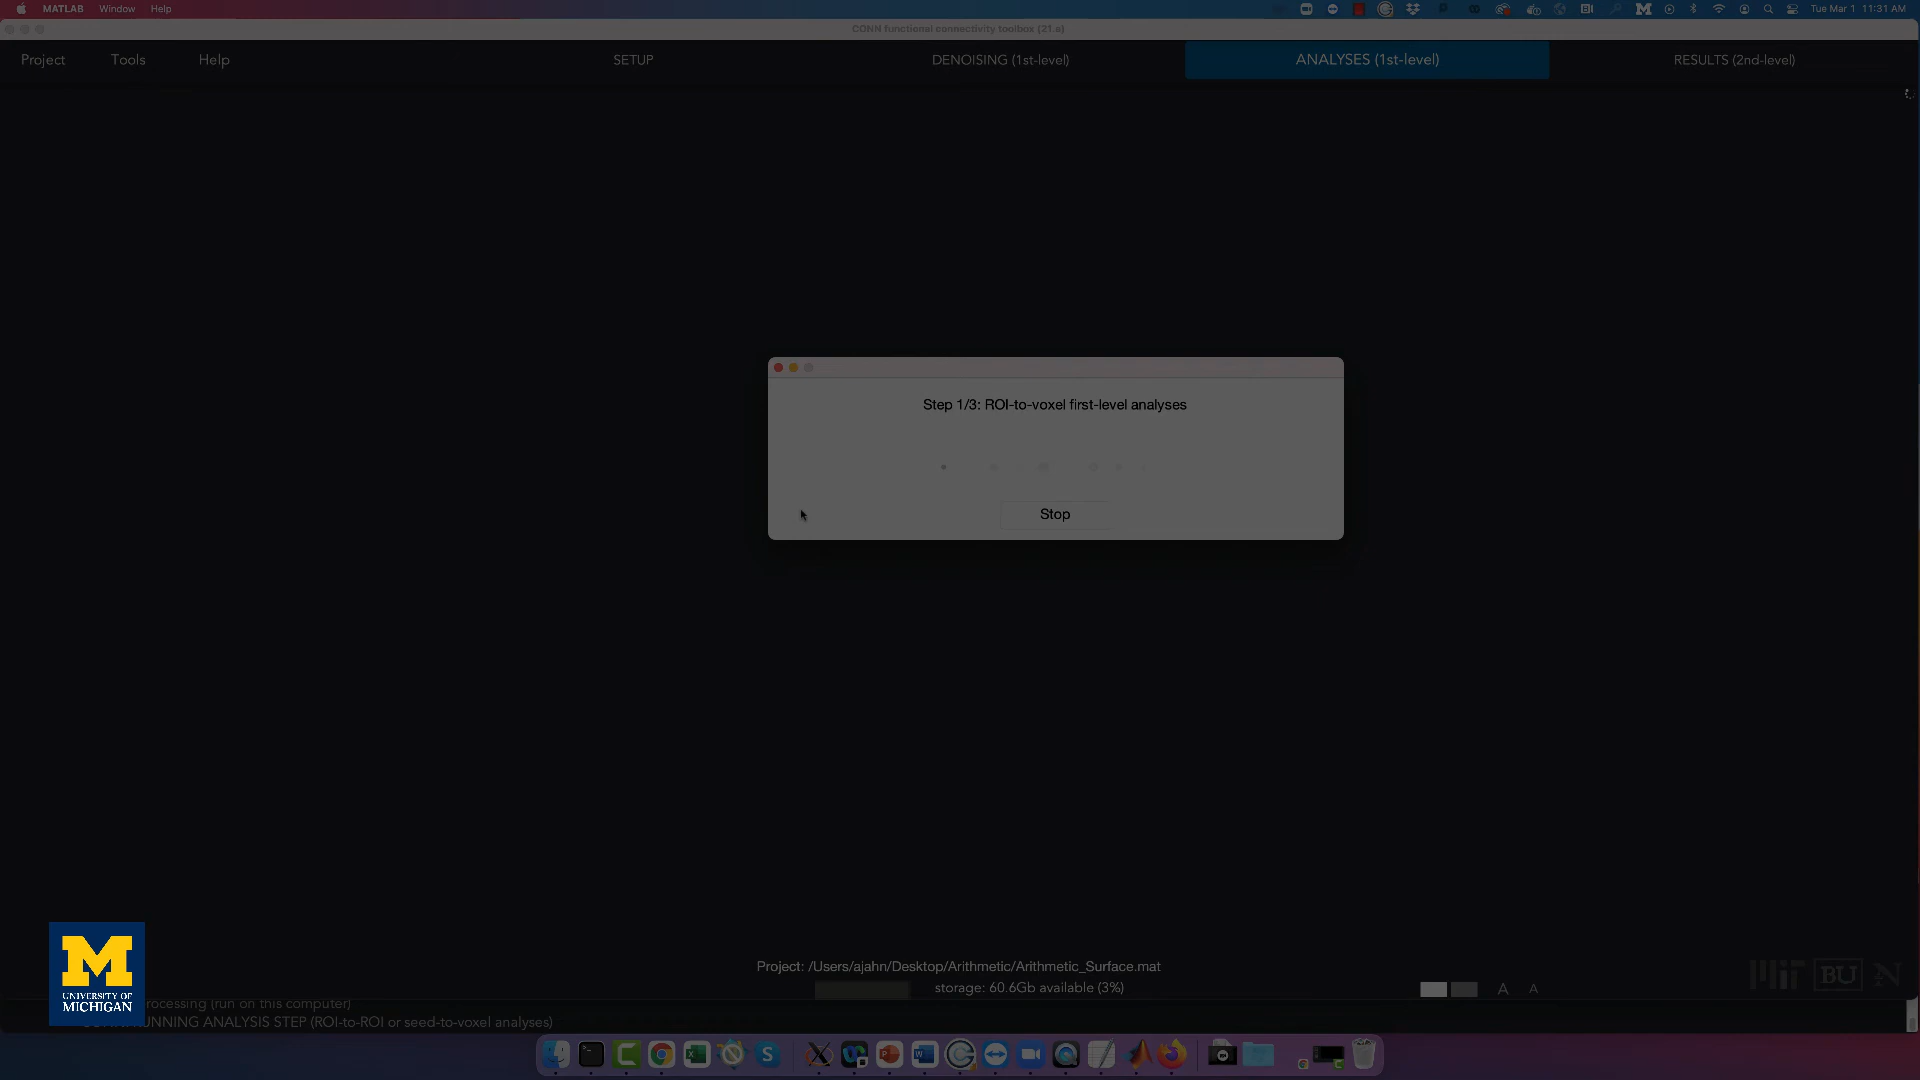 MATLAB Window Help
Tue Mar 1 11:31 AM
CONN functional connectivity toolbox (21.a)
Project Tools Help SETUP DENOISING (1st-level) ANALYSES (1st-level) RESULTS (2nd-level)
Step 1/3: ROI-to-voxel first-level analyses
Stop
Project: /Users/ajahn/Desktop/Arithmetic/Arithmetic_Surface.mat
storage: 60.6Gb available (3%)
A A
MIT BU N
M
UNIVERSITY OF
MICHIGAN
rocessing (run on this computer)
RUNNING ANALYSIS STEP (ROI-to-ROI or seed-to-voxel analyses)